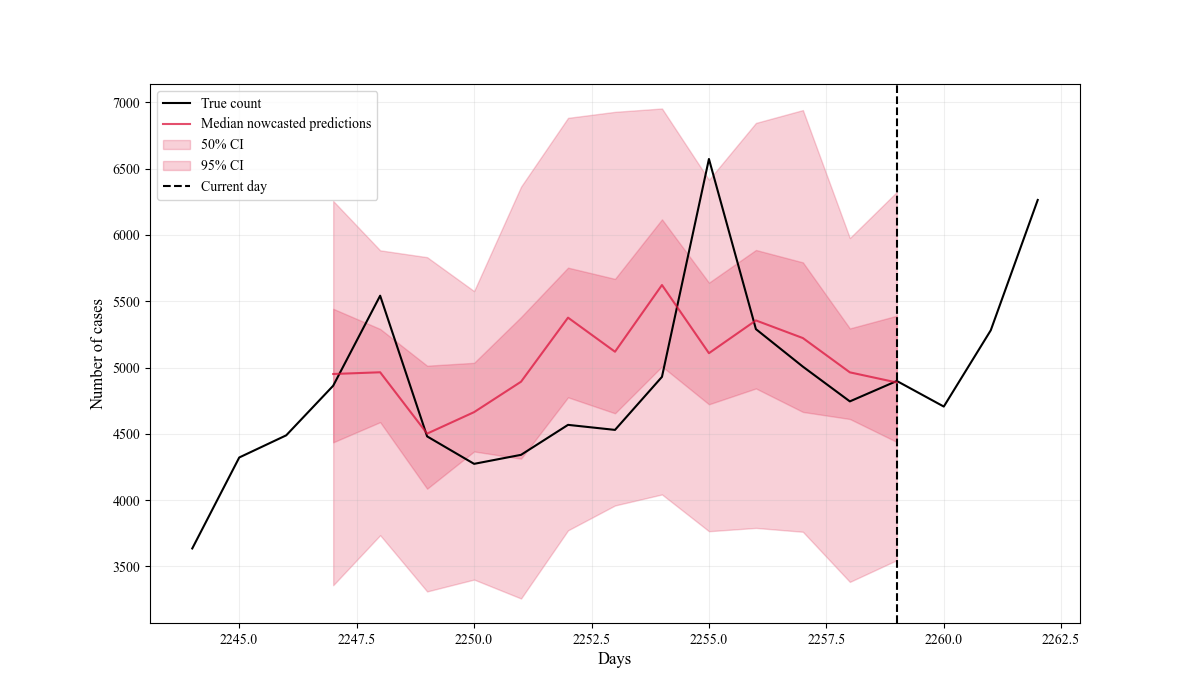 7000
6500
6000
5500
5000
4500
4000
3500
Number of cases
True count
Median nowcasted predictions
50% CI
95% CI
Current day
2245.0 2247.5 2250.0 2252.5 2255.0 2257.5 2260.0 2262.5
Days